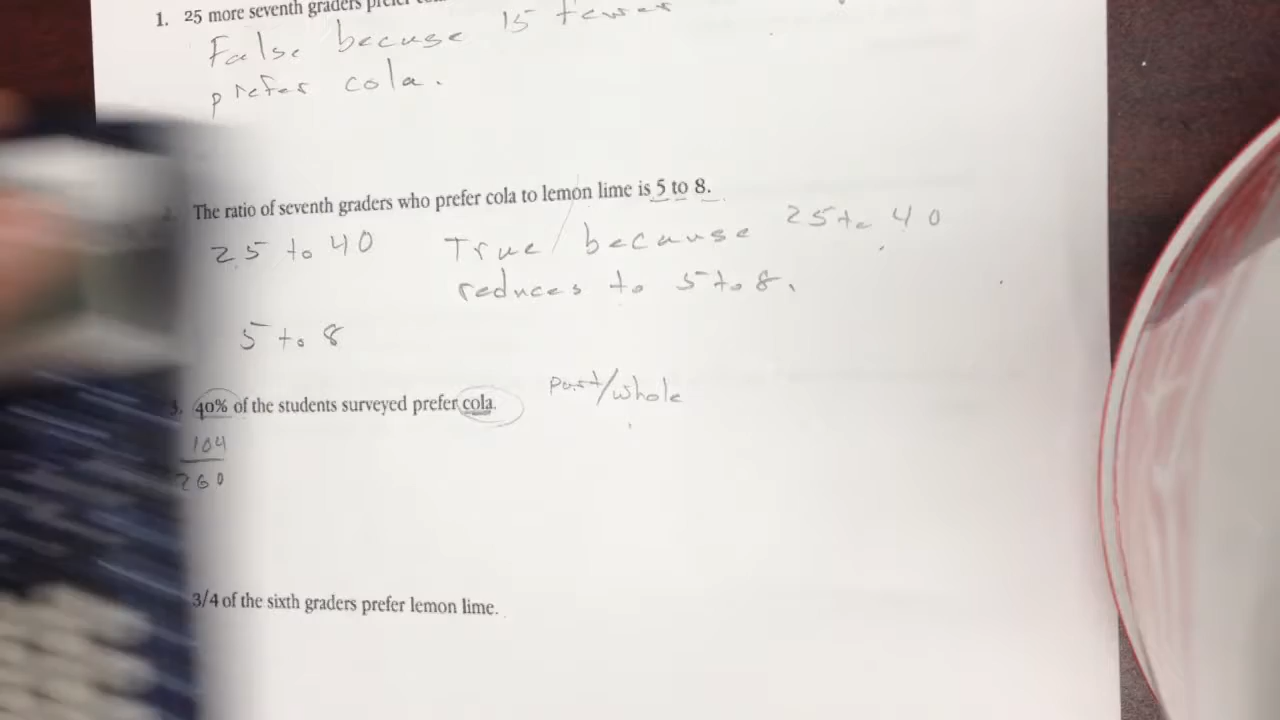 1. 25 more seventh graders prefer
False becuse 15 fewer
prefer cola.
The ratio of seventh graders who prefer cola to lemon lime is 5 to 8.
25 to 40 True because 25 to 40
reduces to 5 to 8.
5 to 8
3. 40% of the students surveyed prefer cola. part/whole
104
260
3/4 of the sixth graders prefer lemon lime.